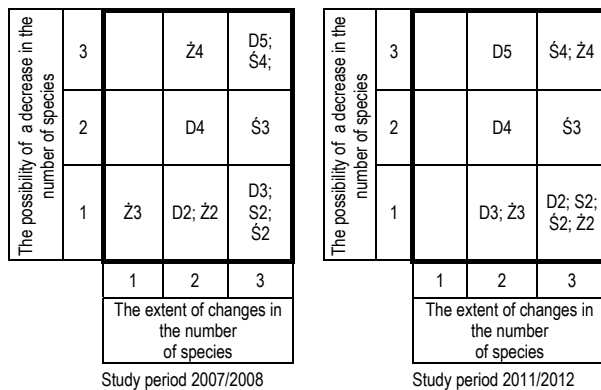 The possibility of a decrease in the
number of species
3
Ż4
D5;
Ś4;
2
D4
Ś3
1
Ż3
D2; Ż2
D3;
S2;
Ś2
1
2
3
The extent of changes in
the number
of species
Study period 2007/2008
The possibility of a decrease in the
number of species
3
D5
Ś4; Ż4
2
D4
Ś3
1
D3; Ż3
D2; S2;
Ś2; Ż2
1
2
3
The extent of changes in
the number
of species
Study period 2011/2012